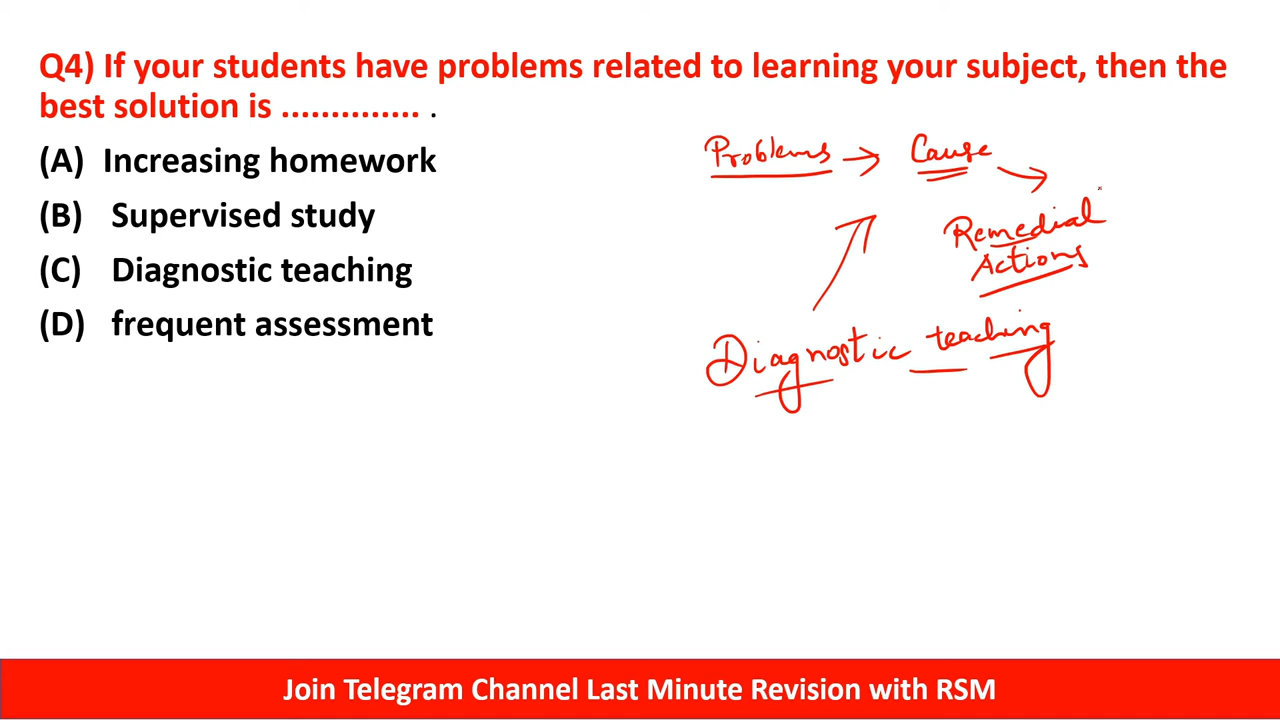 Q4) If your students have problems related to learning your subject, then the
best solution is .............. .
(A) Increasing homework
(B) Supervised study
(C) Diagnostic teaching
(D) frequent assessment
Problems → Cause
Remedial
Actions
Diagnostic teaching
Join Telegram Channel Last Minute Revision with RSM